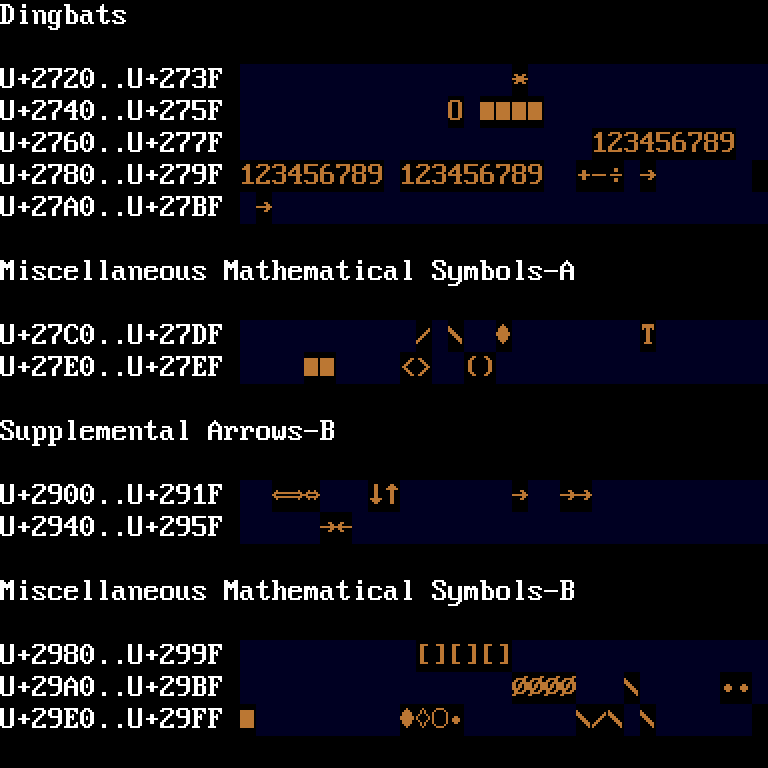 Dingbats
U+2720..U+273F *
U+2740..U+275F O ■■■■
U+2760..U+277F 123456789
U+2780..U+279F 123456789 123456789 +−÷ →
U+27A0..U+27BF →
Miscellaneous Mathematical Symbols-A
U+27C0..U+27DF / \ ♦ T
U+27E0..U+27EF ■■ <> ()
Supplemental Arrows-B
U+2900..U+291F ⇐⇒⇔ ↓↑ → →→
U+2940..U+295F →←
Miscellaneous Mathematical Symbols-B
U+2980..U+299F [][][]
U+29A0..U+29BF ØØØØ \ ••
U+29E0..U+29FF ■ ♦◊○• \/\ \